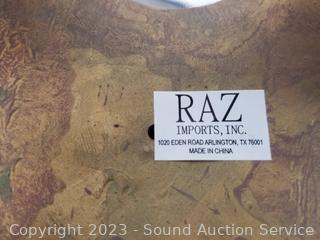 RAZ
IMPORTS, INC.
1020 EDEN ROAD ARLINGTON, TX 76001
MADE IN CHINA
Copyright 2023 - Sound Auction Service